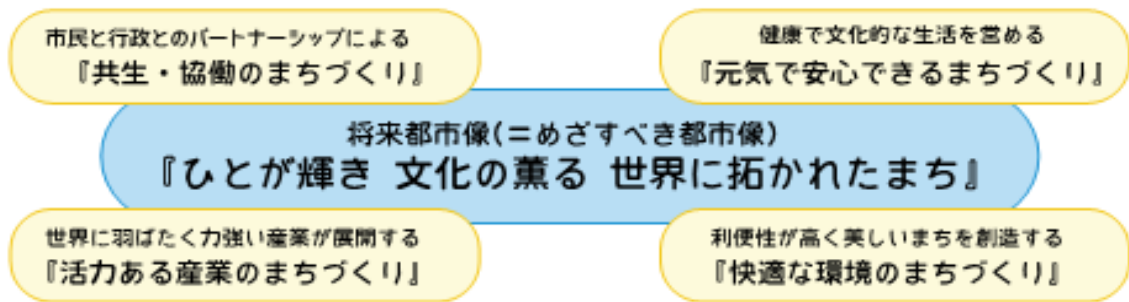 市民と行政とのパートナーシップによる
『共生・協働のまちづくり』
健康で文化的な生活を営める
『元気で安心できるまちづくり』
将来都市像(=めざすべき都市像)
『ひとが輝き 文化の薫る 世界に拓かれたまち』
世界に羽ばたく力強い産業が展開する
『活力ある産業のまちづくり』
利便性が高く美しいまちを創造する
『快適な環境のまちづくり』